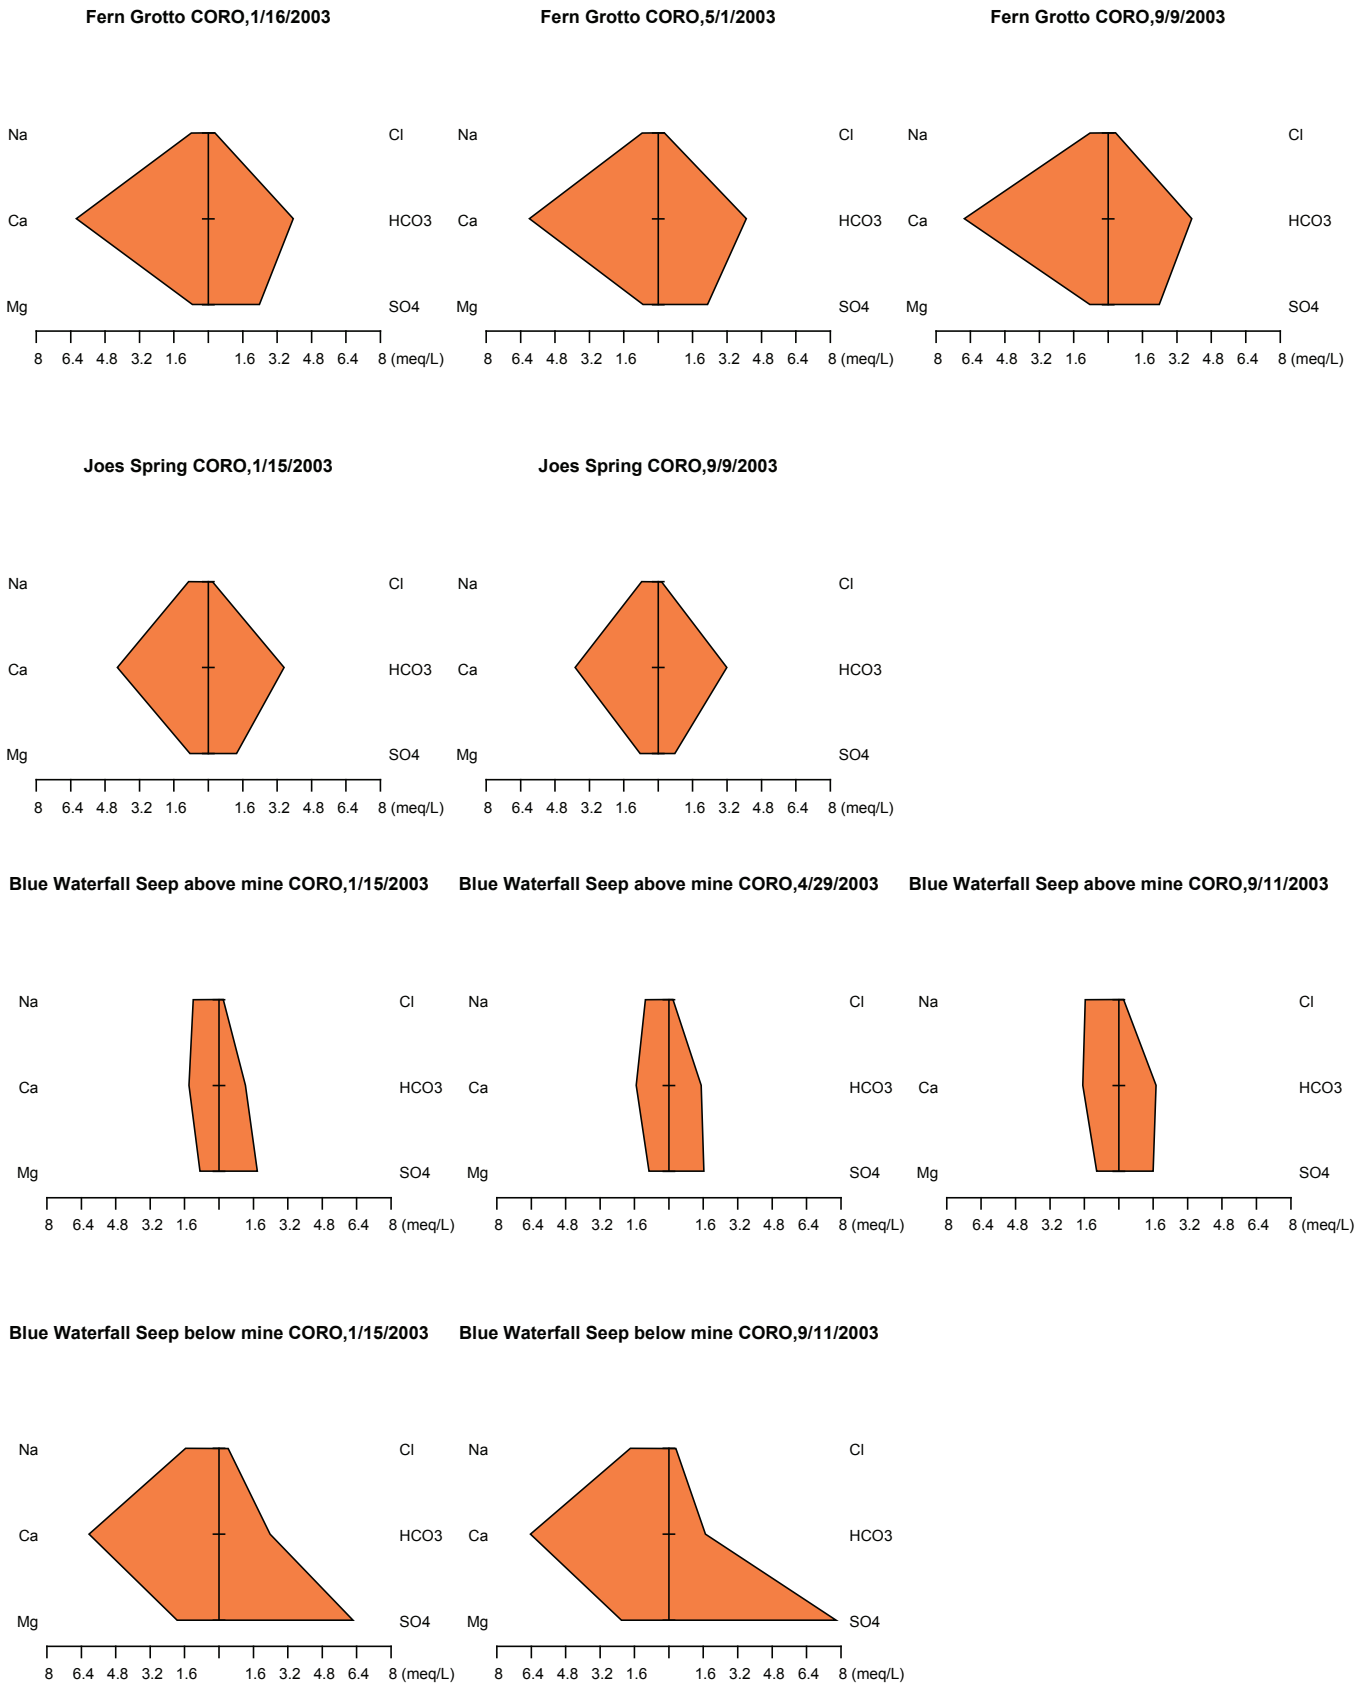 Fern Grotto CORO,1/16/2003 Fern Grotto CORO,5/1/2003 Fern Grotto CORO,9/9/2003
Na Cl Na Cl Na Cl
Ca HCO3 Ca HCO3 Ca HCO3
Mg SO4 Mg SO4 Mg SO4
8 6.4 4.8 3.2 1.6 1.6 3.2 4.8 6.4 8 (meq/L) 8 6.4 4.8 3.2 1.6 1.6 3.2 4.8 6.4 8 (meq/L) 8 6.4 4.8 3.2 1.6 1.6 3.2 4.8 6.4 8 (meq/L)
Joes Spring CORO,1/15/2003 Joes Spring CORO,9/9/2003
Na Cl Na Cl
Ca HCO3 Ca HCO3
Mg SO4 Mg SO4
8 6.4 4.8 3.2 1.6 1.6 3.2 4.8 6.4 8 (meq/L) 8 6.4 4.8 3.2 1.6 1.6 3.2 4.8 6.4 8 (meq/L)
Blue Waterfall Seep above mine CORO,1/15/2003 Blue Waterfall Seep above mine CORO,4/29/2003 Blue Waterfall Seep above mine CORO,9/11/2003
Na Cl Na Cl Na Cl
Ca HCO3 Ca HCO3 Ca HCO3
Mg SO4 Mg SO4 Mg SO4
8 6.4 4.8 3.2 1.6 1.6 3.2 4.8 6.4 8 (meq/L) 8 6.4 4.8 3.2 1.6 1.6 3.2 4.8 6.4 8 (meq/L) 8 6.4 4.8 3.2 1.6 1.6 3.2 4.8 6.4 8 (meq/L)
Blue Waterfall Seep below mine CORO,1/15/2003 Blue Waterfall Seep below mine CORO,9/11/2003
Na Cl Na Cl
Ca HCO3 Ca HCO3
Mg SO4 Mg SO4
8 6.4 4.8 3.2 1.6 1.6 3.2 4.8 6.4 8 (meq/L) 8 6.4 4.8 3.2 1.6 1.6 3.2 4.8 6.4 8 (meq/L)